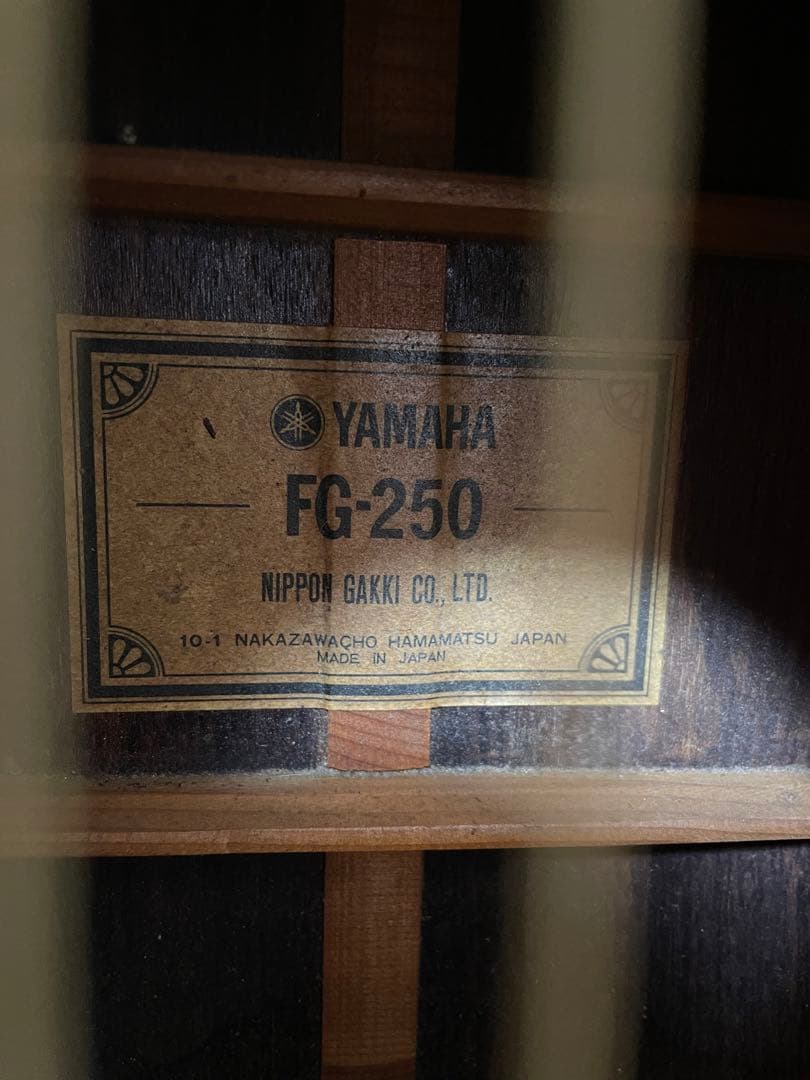 YAMAHA
FG-250
NIPPON GAKKI CO., LTD.
10-1 NAKAZAWACHO HAMAMATSU JAPAN
MADE IN JAPAN